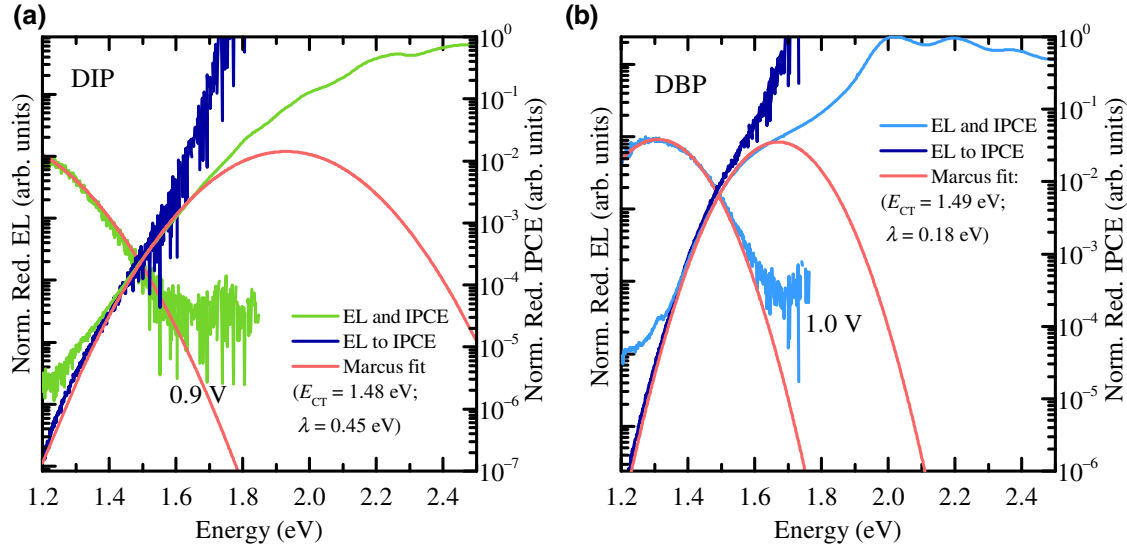 (a)
Norm. Red. EL (arb. units)
DIP
EL and IPCE
EL to IPCE
Marcus fit
(E_CT = 1.48 eV;
λ = 0.45 eV)
0.9 V
10^0
10^-1
10^-2
10^-3
10^-4
10^-5
10^-6
10^-7
Norm. Red. IPCE (arb. units)
1.2 1.4 1.6 1.8 2.0 2.2 2.4
Energy (eV)
(b)
Norm. Red. EL (arb. units)
DBP
EL and IPCE
EL to IPCE
Marcus fit:
(E_CT = 1.49 eV;
λ = 0.18 eV)
1.0 V
10^0
10^-1
10^-2
10^-3
10^-4
10^-5
10^-6
Norm. Red. IPCE (arb. units)
1.2 1.4 1.6 1.8 2.0 2.2 2.4
Energy (eV)